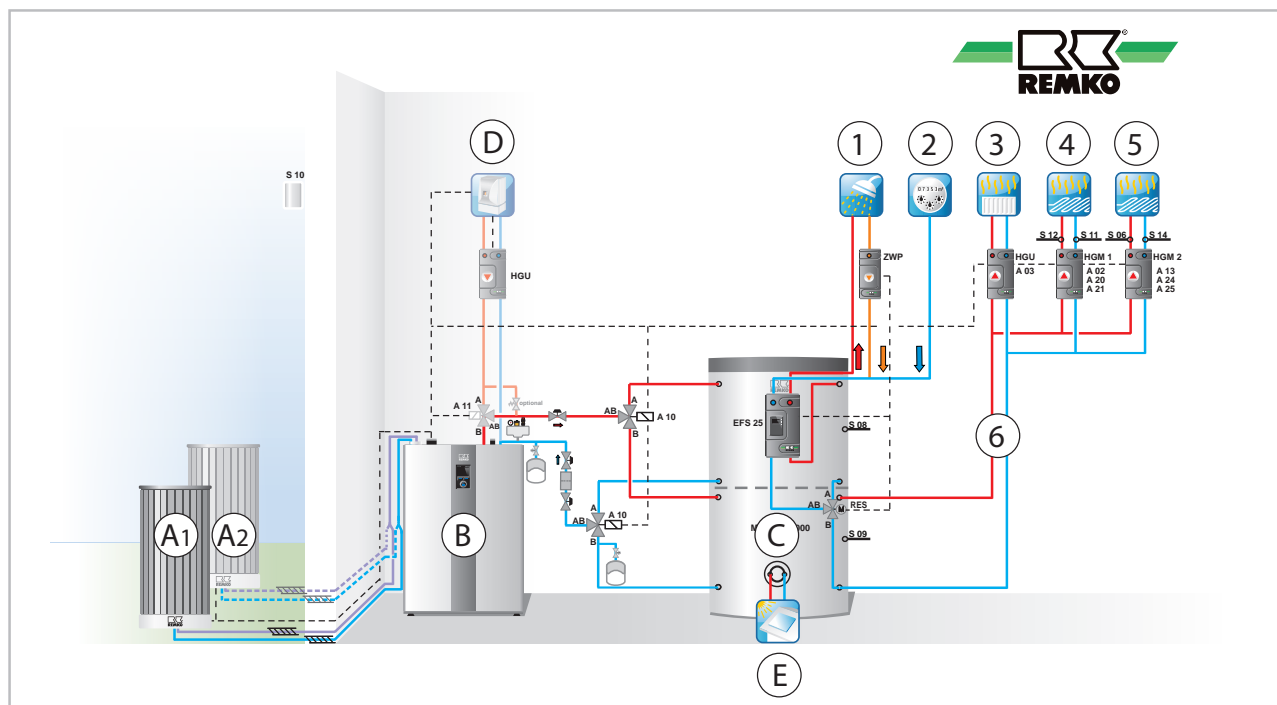 REMKO
D
1
2
3
4
5
S 10
S 12
S 11
S 06
S 14
HGU
ZWP
HGU
A 03
HGM 1
A 02
A 20
A 21
HGM 2
A 13
A 24
A 25
A
optional
A 11
AB
B
A
AB
A 10
B
EFS 25
S 08
6
A
AB
A 10
B
A
AB
M
RES
B
A1
A2
B
C
S 09
REMKO
REMKO
E